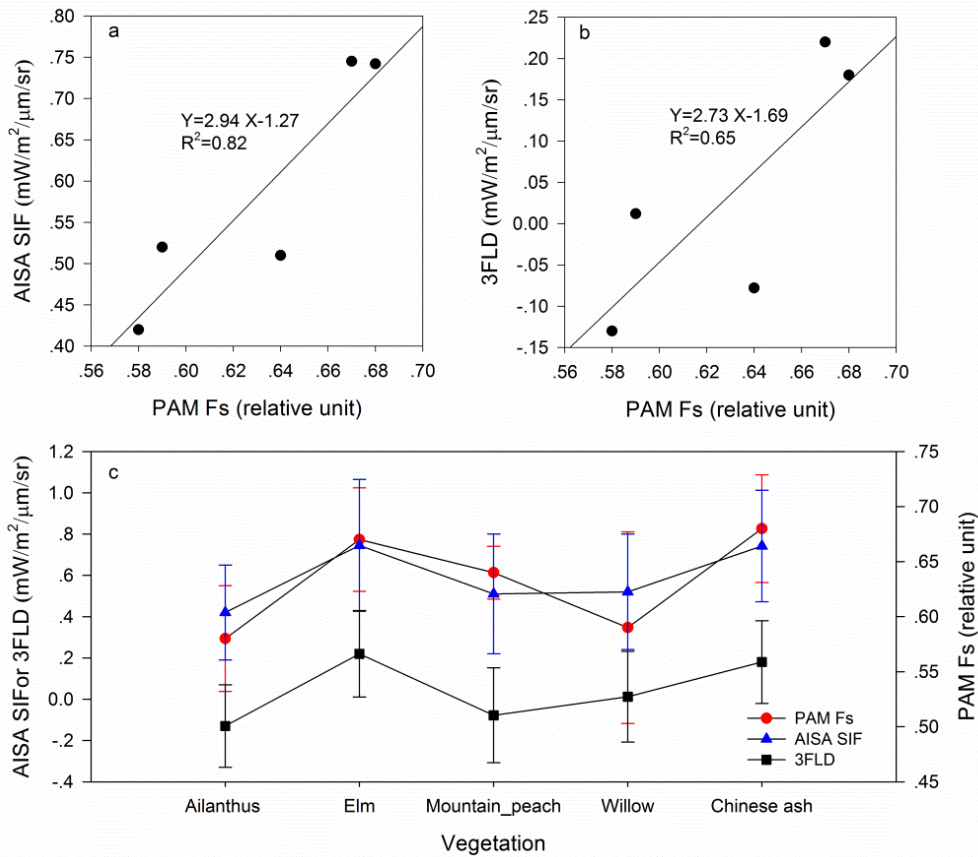 a
AISA SIF (mW/m²/μm/sr)
.80
.75
.70
.65
.60
.55
.50
.45
.40
Y=2.94 X-1.27
R²=0.82
.56 .58 .60 .62 .64 .66 .68 .70
PAM Fs (relative unit)
b
3FLD (mW/m²/μm/sr)
.25
.20
.15
.10
.05
0.00
-.05
-.10
-.15
Y=2.73 X-1.69
R²=0.65
.56 .58 .60 .62 .64 .66 .68 .70
PAM Fs (relative unit)
c
AISA SIFor 3FLD (mW/m²/μm/sr)
1.2
1.0
.8
.6
.4
.2
0.0
-.2
-.4
.75
.70
.65
.60
.55
.50
.45
PAM Fs (relative unit)
PAM Fs
AISA SIF
3FLD
Ailanthus Elm Mountain_peach Willow Chinese ash
Vegetation